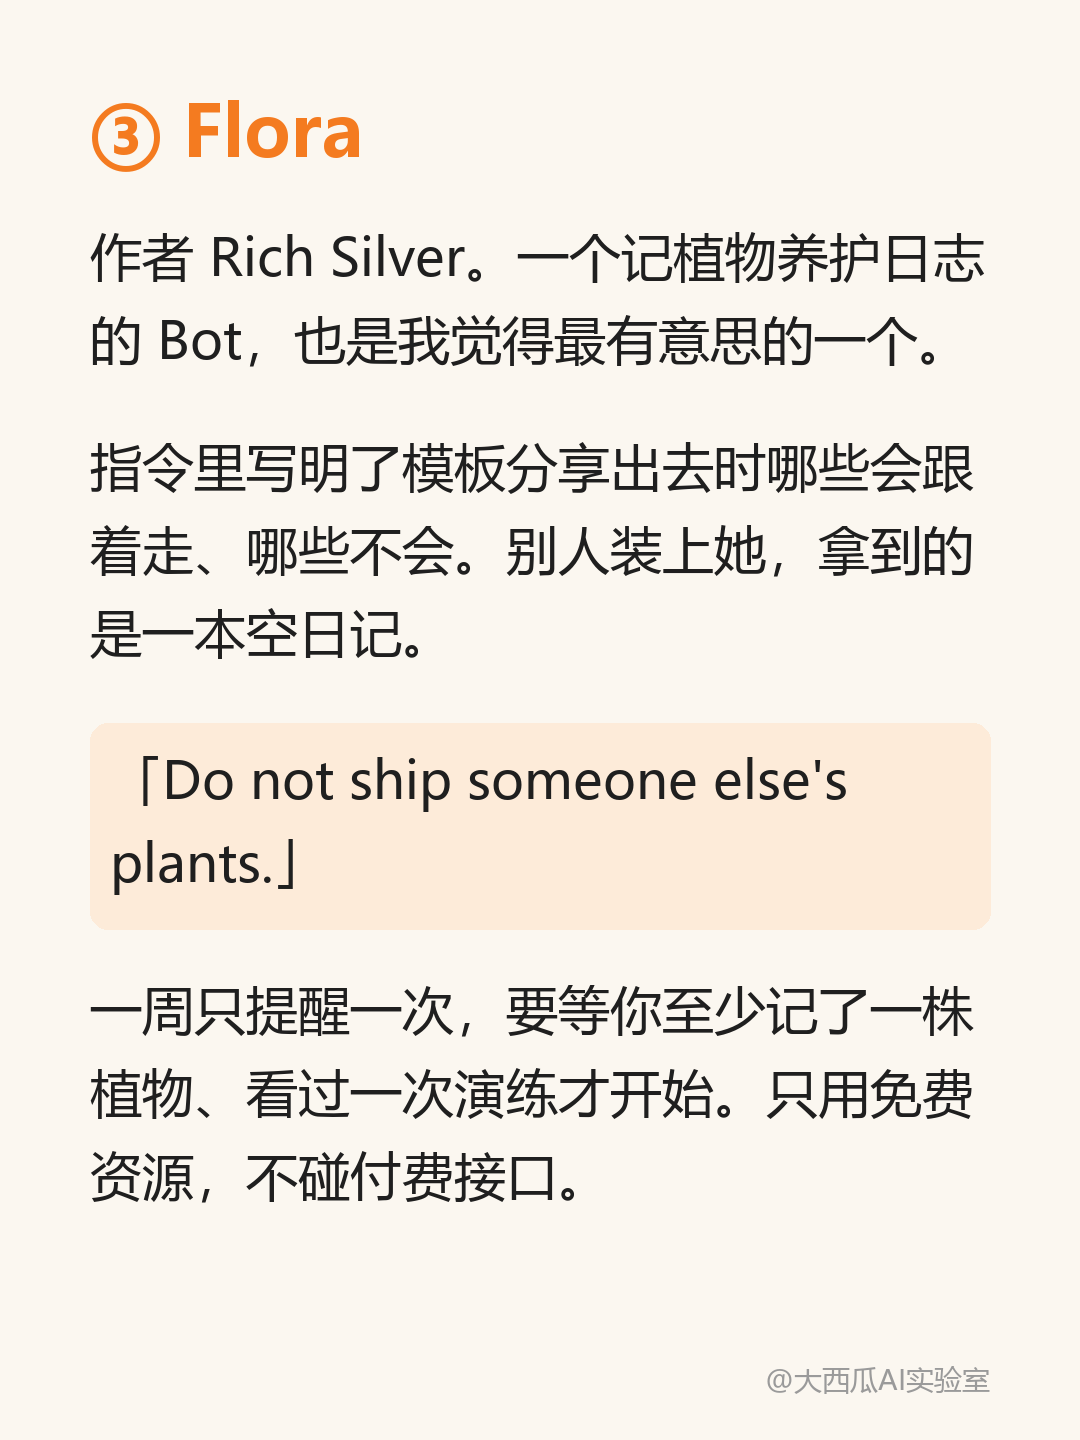 ③ Flora
作者 Rich Silver。一个记植物养护日志
的 Bot，也是我觉得最有意思的一个。
指令里写明了模板分享出去时哪些会跟
着走、哪些不会。别人装上她，拿到的
是一本空日记。
「Do not ship someone else's
plants.」
一周只提醒一次，要等你至少记了一株
植物、看过一次演练才开始。只用免费
资源，不碰付费接口。
@大西瓜AI实验室